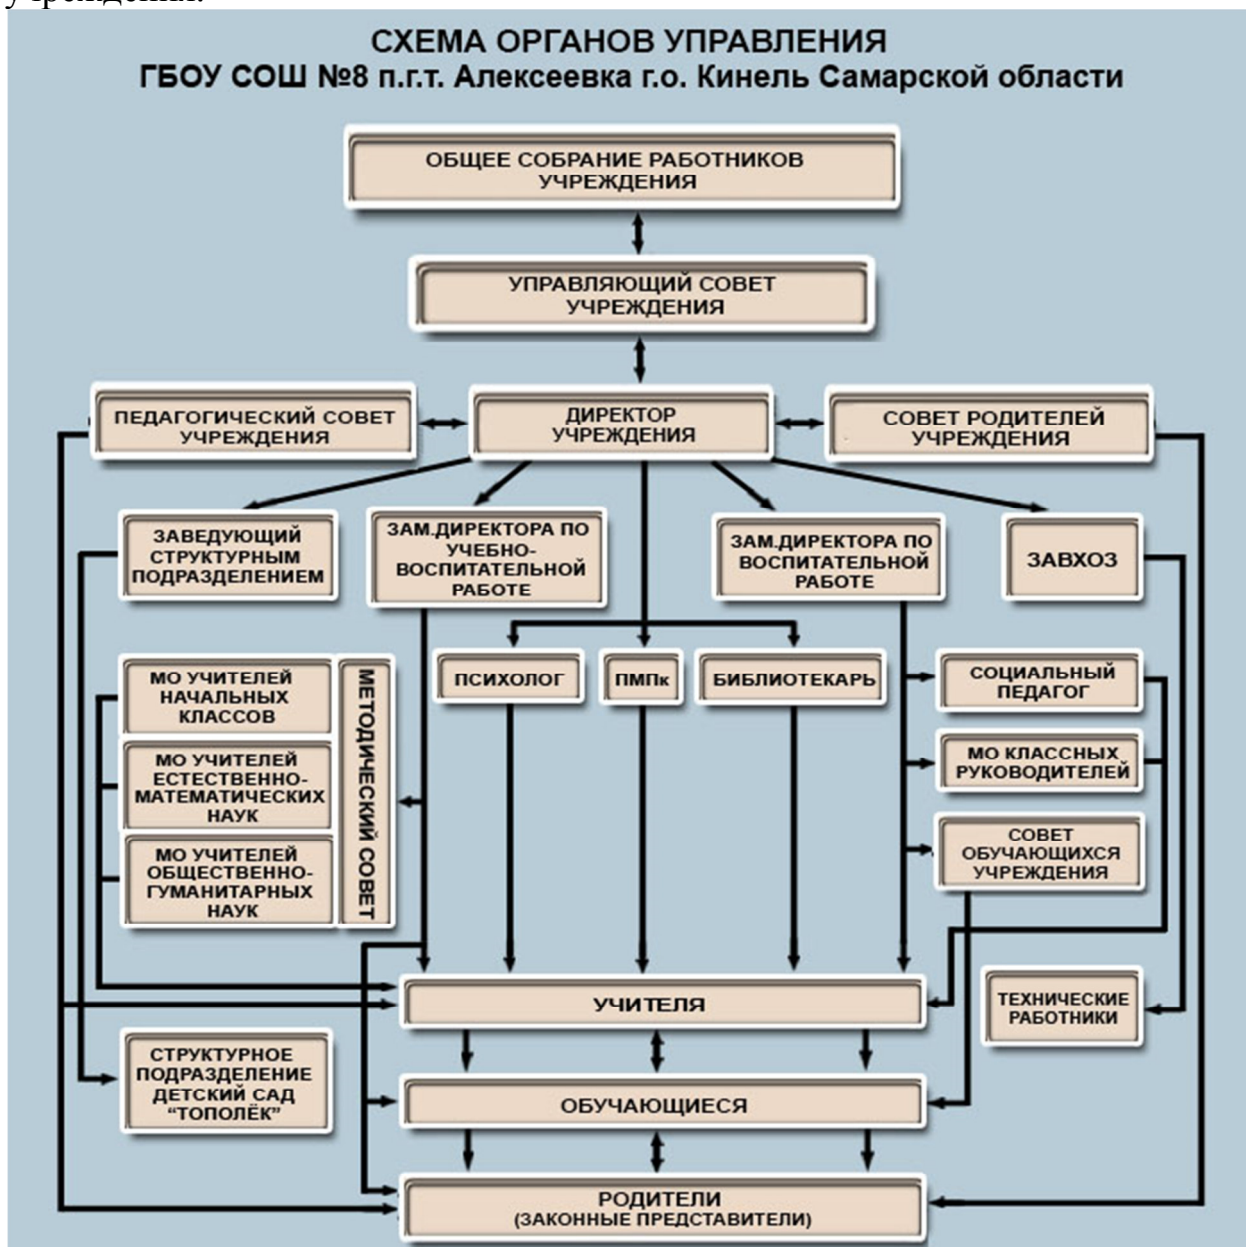 учреждения.
СХЕМА ОРГАНОВ УПРАВЛЕНИЯ
ГБОУ СОШ №8 п.г.т. Алексеевка г.о. Кинель Самарской области
ОБЩЕЕ СОБРАНИЕ РАБОТНИКОВ
УЧРЕЖДЕНИЯ
УПРАВЛЯЮЩИЙ СОВЕТ
УЧРЕЖДЕНИЯ
ПЕДАГОГИЧЕСКИЙ СОВЕТ
УЧРЕЖДЕНИЯ
ДИРЕКТОР
УЧРЕЖДЕНИЯ
СОВЕТ РОДИТЕЛЕЙ
УЧРЕЖДЕНИЯ
ЗАВЕДУЮЩИЙ
СТРУКТУРНЫМ
ПОДРАЗДЕЛЕНИЕМ
ЗАМ.ДИРЕКТОРА ПО
УЧЕБНО-
ВОСПИТАТЕЛЬНОЙ
РАБОТЕ
ЗАМ.ДИРЕКТОРА ПО
ВОСПИТАТЕЛЬНОЙ
РАБОТЕ
ЗАВХОЗ
МО УЧИТЕЛЕЙ
НАЧАЛЬНЫХ
КЛАССОВ
МО УЧИТЕЛЕЙ
ЕСТЕСТВЕННО-
МАТЕМАТИЧЕСКИХ
НАУК
МО УЧИТЕЛЕЙ
ОБЩЕСТВЕННО-
ГУМАНИТАРНЫХ
НАУК
МЕТОДИЧЕСКИЙ СОВЕТ
ПСИХОЛОГ
ПМПк
БИБЛИОТЕКАРЬ
СОЦИАЛЬНЫЙ
ПЕДАГОГ
МО КЛАССНЫХ
РУКОВОДИТЕЛЕЙ
СОВЕТ
ОБУЧАЮЩИХСЯ
УЧРЕЖДЕНИЯ
УЧИТЕЛЯ
ТЕХНИЧЕСКИЕ
РАБОТНИКИ
СТРУКТУРНОЕ
ПОДРАЗДЕЛЕНИЕ
ДЕТСКИЙ САД
“ТОПОЛЁК”
ОБУЧАЮЩИЕСЯ
РОДИТЕЛИ
(ЗАКОННЫЕ ПРЕДСТАВИТЕЛИ)